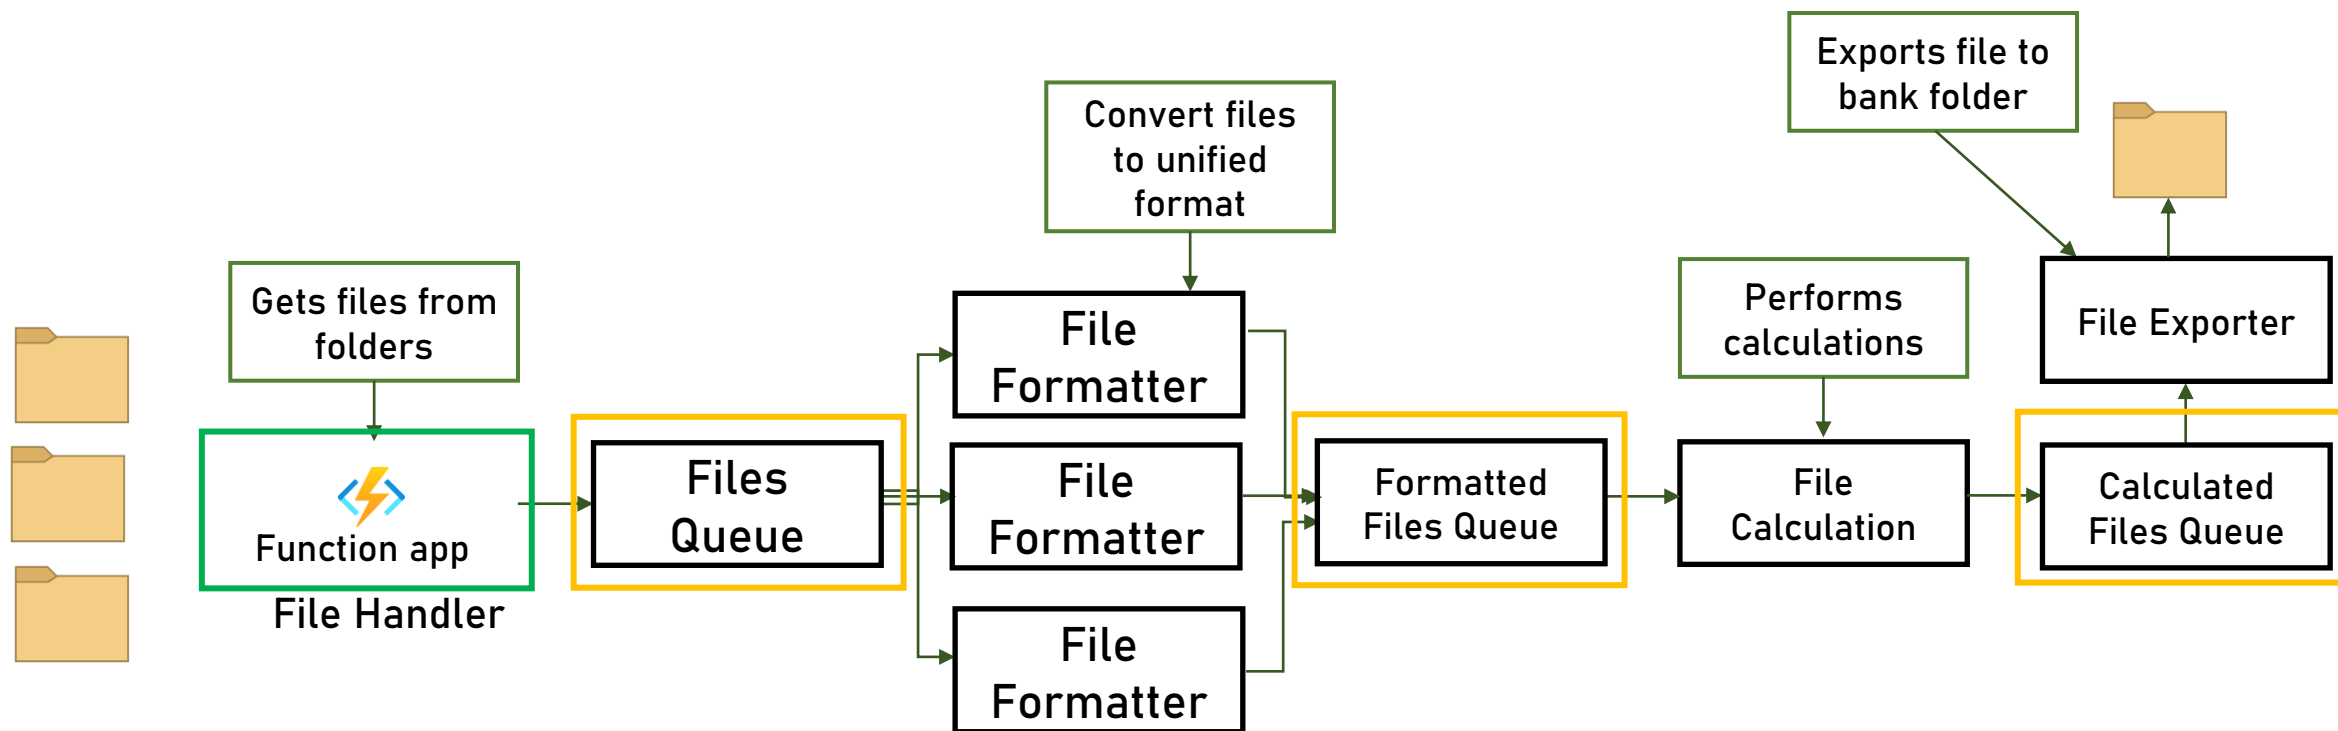 Exports file to
bank folder
Convert files
to unified
format
Gets files from
folders
Performs
calculations
File
Formatter
File Exporter
Function app
File Handler
Files
Queue
File
Formatter
Formatted
Files Queue
File
Calculation
Calculated
Files Queue
File
Formatter